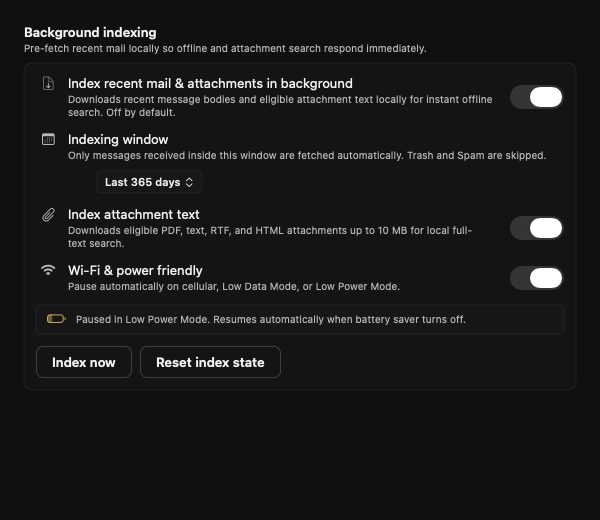 Background indexing
Pre-fetch recent mail locally so offline and attachment search respond immediately.
Index recent mail & attachments in background
Downloads recent message bodies and eligible attachment text locally for instant offline
search. Off by default.
Indexing window
Only messages received inside this window are fetched automatically. Trash and Spam are skipped.
Last 365 days
Index attachment text
Downloads eligible PDF, text, RTF, and HTML attachments up to 10 MB for local full-
text search.
Wi-Fi & power friendly
Pause automatically on cellular, Low Data Mode, or Low Power Mode.
Paused in Low Power Mode. Resumes automatically when battery saver turns off.
Index now
Reset index state